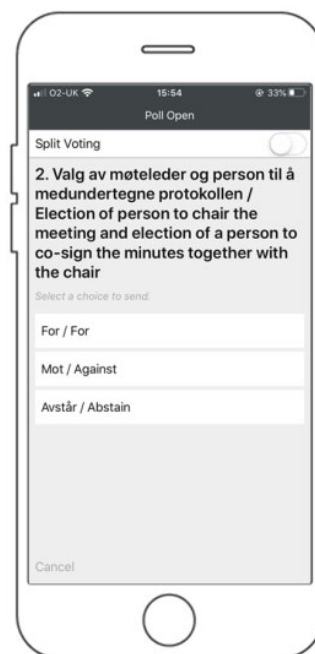 O2-UK 15:54 33%
Poll Open
Split Voting
2. Valg av møteleder og person til å
medundertegne protokollen /
Election of person to chair the
meeting and election of a person to
co-sign the minutes together with
the chair
Select a choice to send.
For / For
Mot / Against
Avstår / Abstain
Cancel